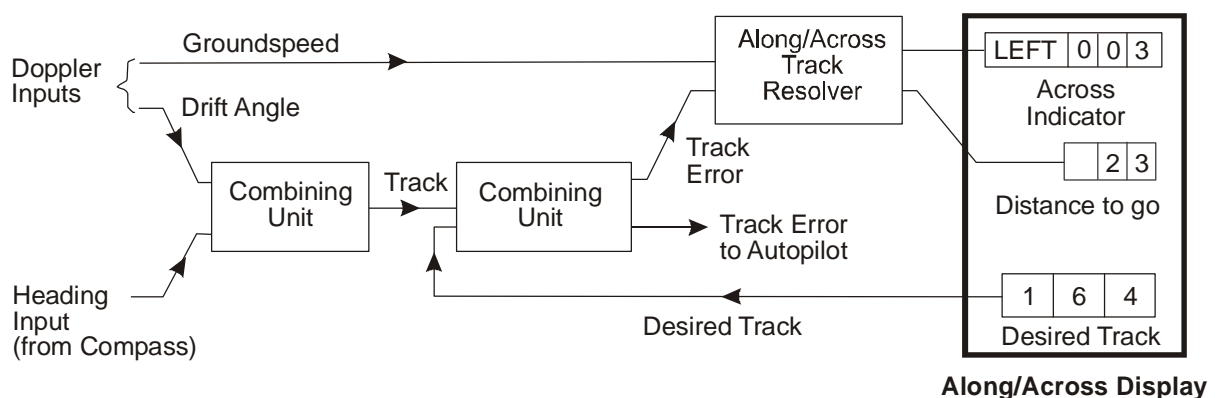 Groundspeed
Doppler
Inputs
Drift Angle
Along/Across
Track
Resolver
LEFT 0 0 3
Across
Indicator
Track
Error
2 3
Distance to go
Combining
Unit
Track
Combining
Unit
Track Error
to Autopilot
Heading
Input
(from Compass)
Desired Track
1 6 4
Desired Track
Along/Across Display